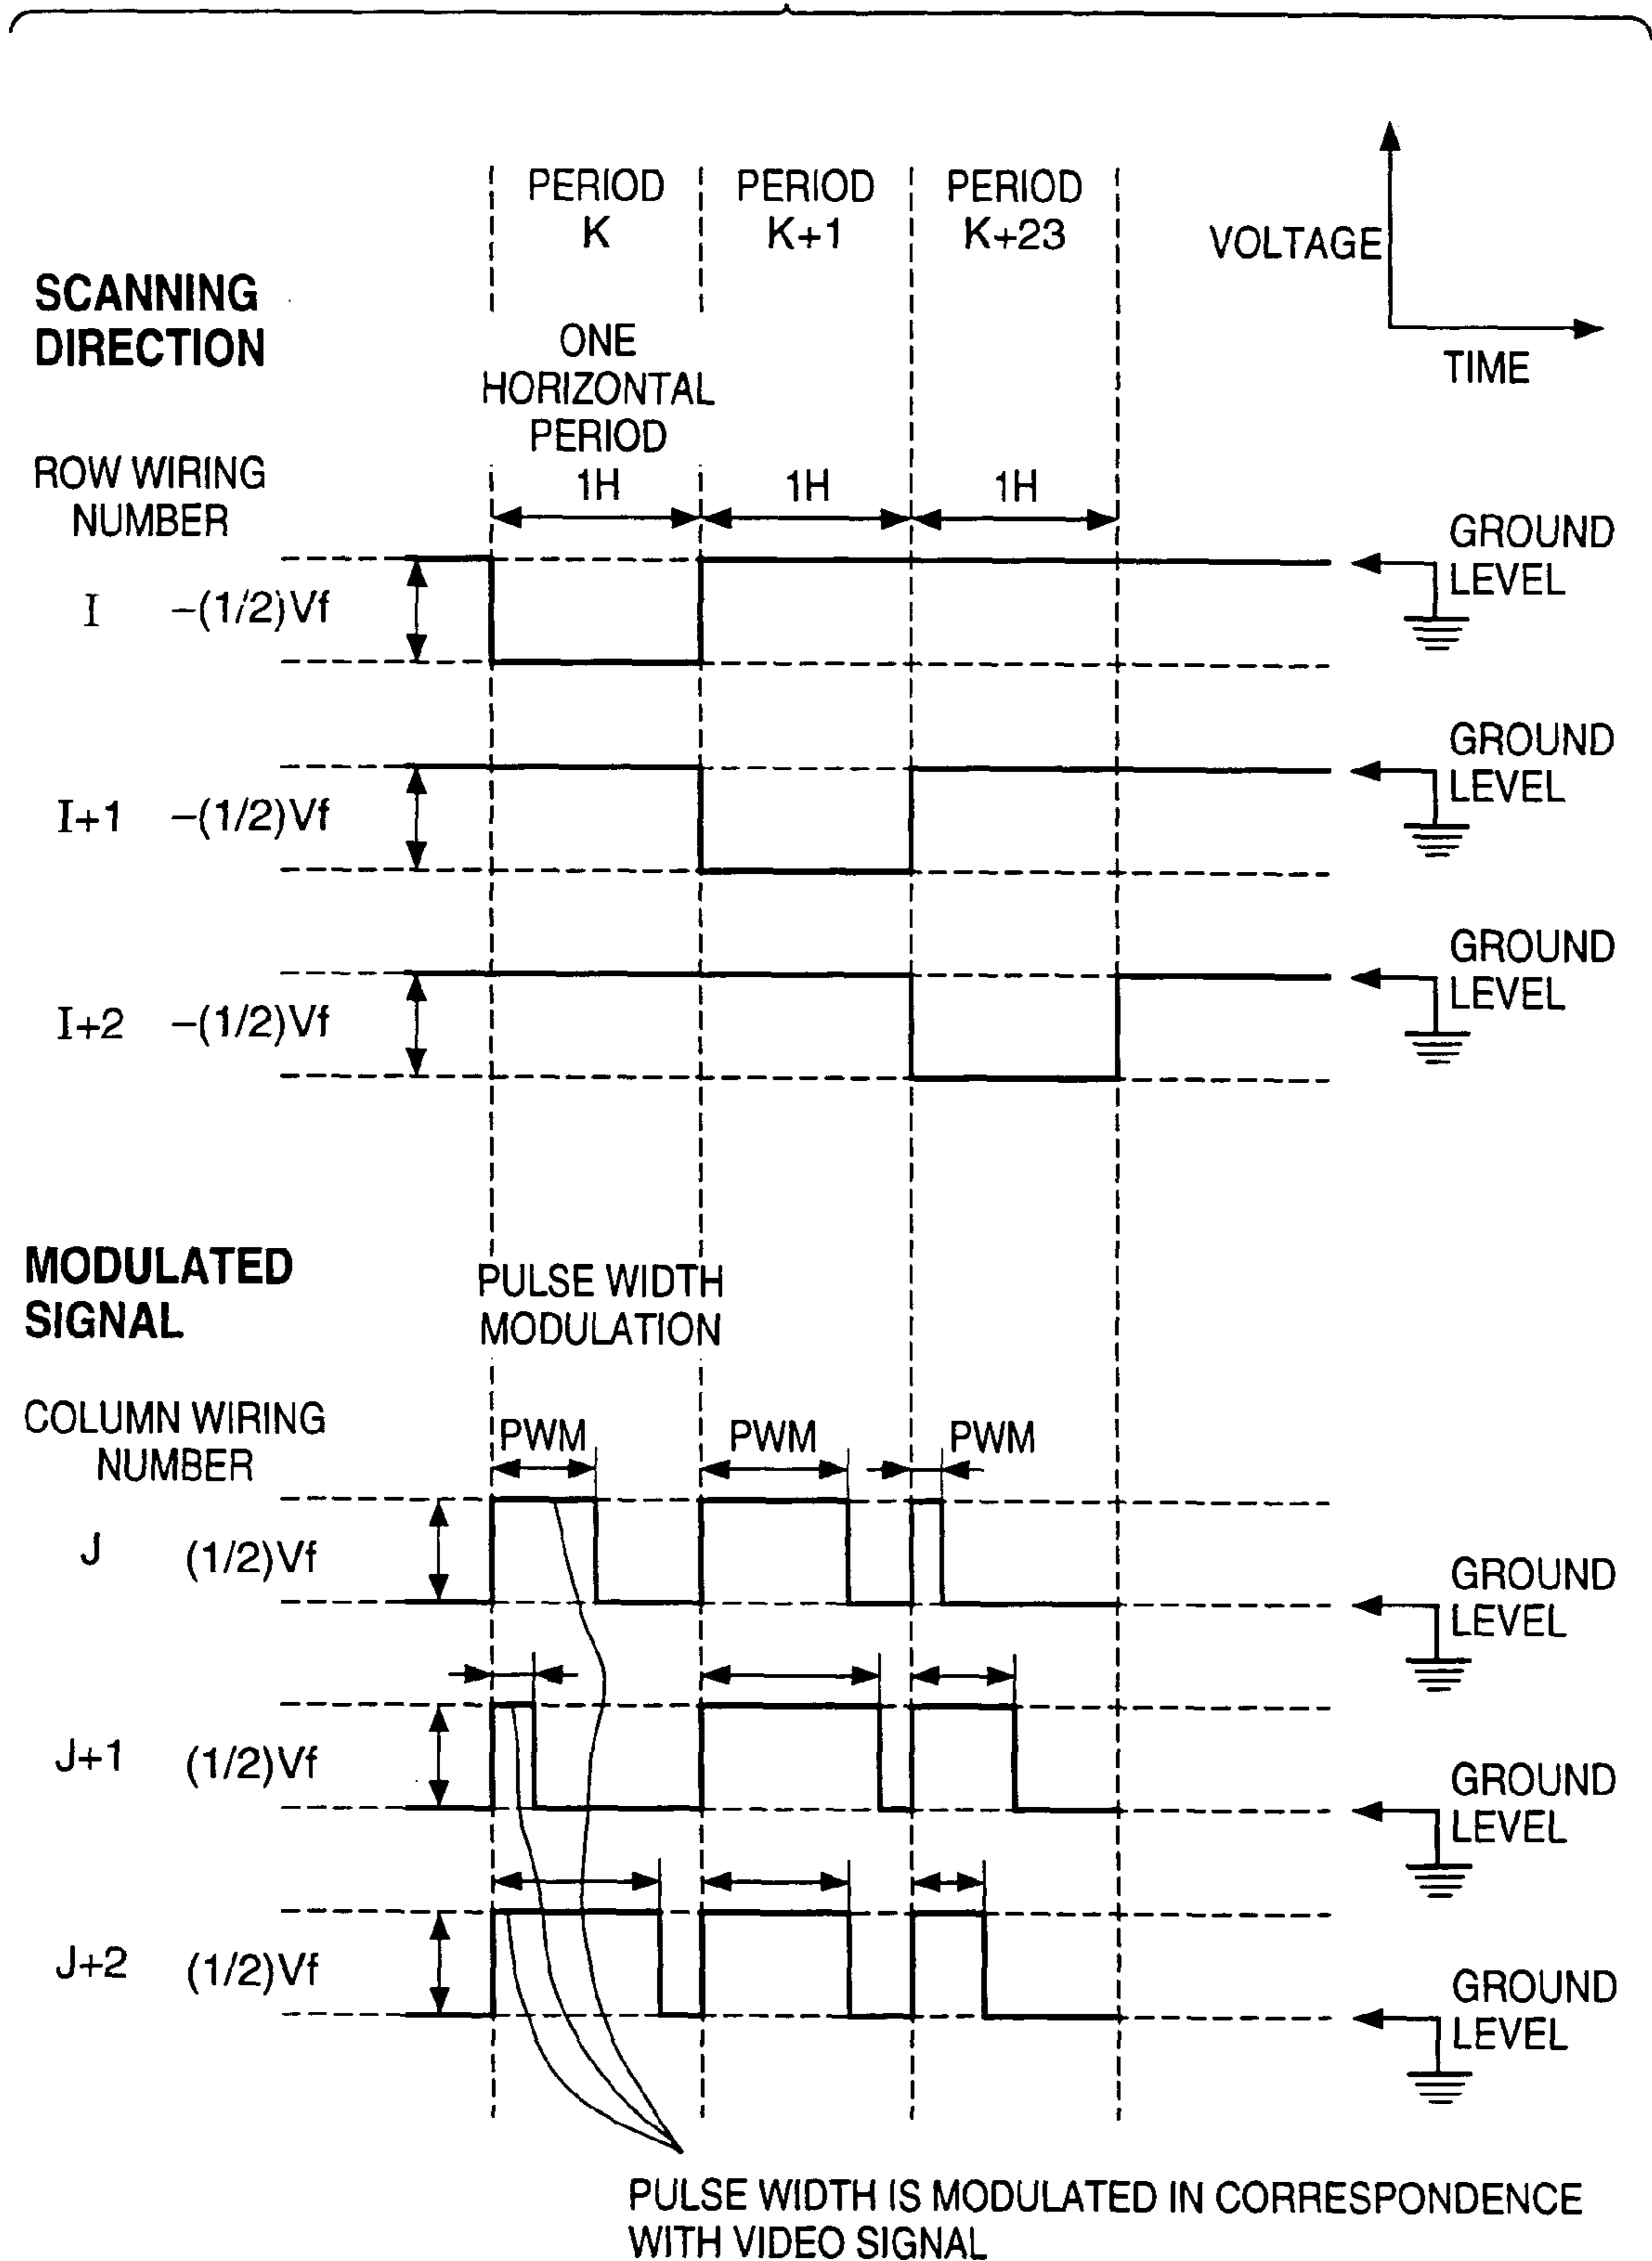 PERIOD
K
PERIOD
K+1
PERIOD
K+23
VOLTAGE
TIME
SCANNING
DIRECTION
ONE
HORIZONTAL
PERIOD
ROW WIRING
NUMBER
1H
1H
1H
GROUND
LEVEL
I –(1/2)Vf
GROUND
LEVEL
I+1 –(1/2)Vf
GROUND
LEVEL
I+2 –(1/2)Vf
MODULATED
SIGNAL
PULSE WIDTH
MODULATION
COLUMN WIRING
NUMBER
PWM
PWM
PWM
J (1/2)Vf
GROUND
LEVEL
J+1 (1/2)Vf
GROUND
LEVEL
J+2 (1/2)Vf
GROUND
LEVEL
PULSE WIDTH IS MODULATED IN CORRESPONDENCE
WITH VIDEO SIGNAL